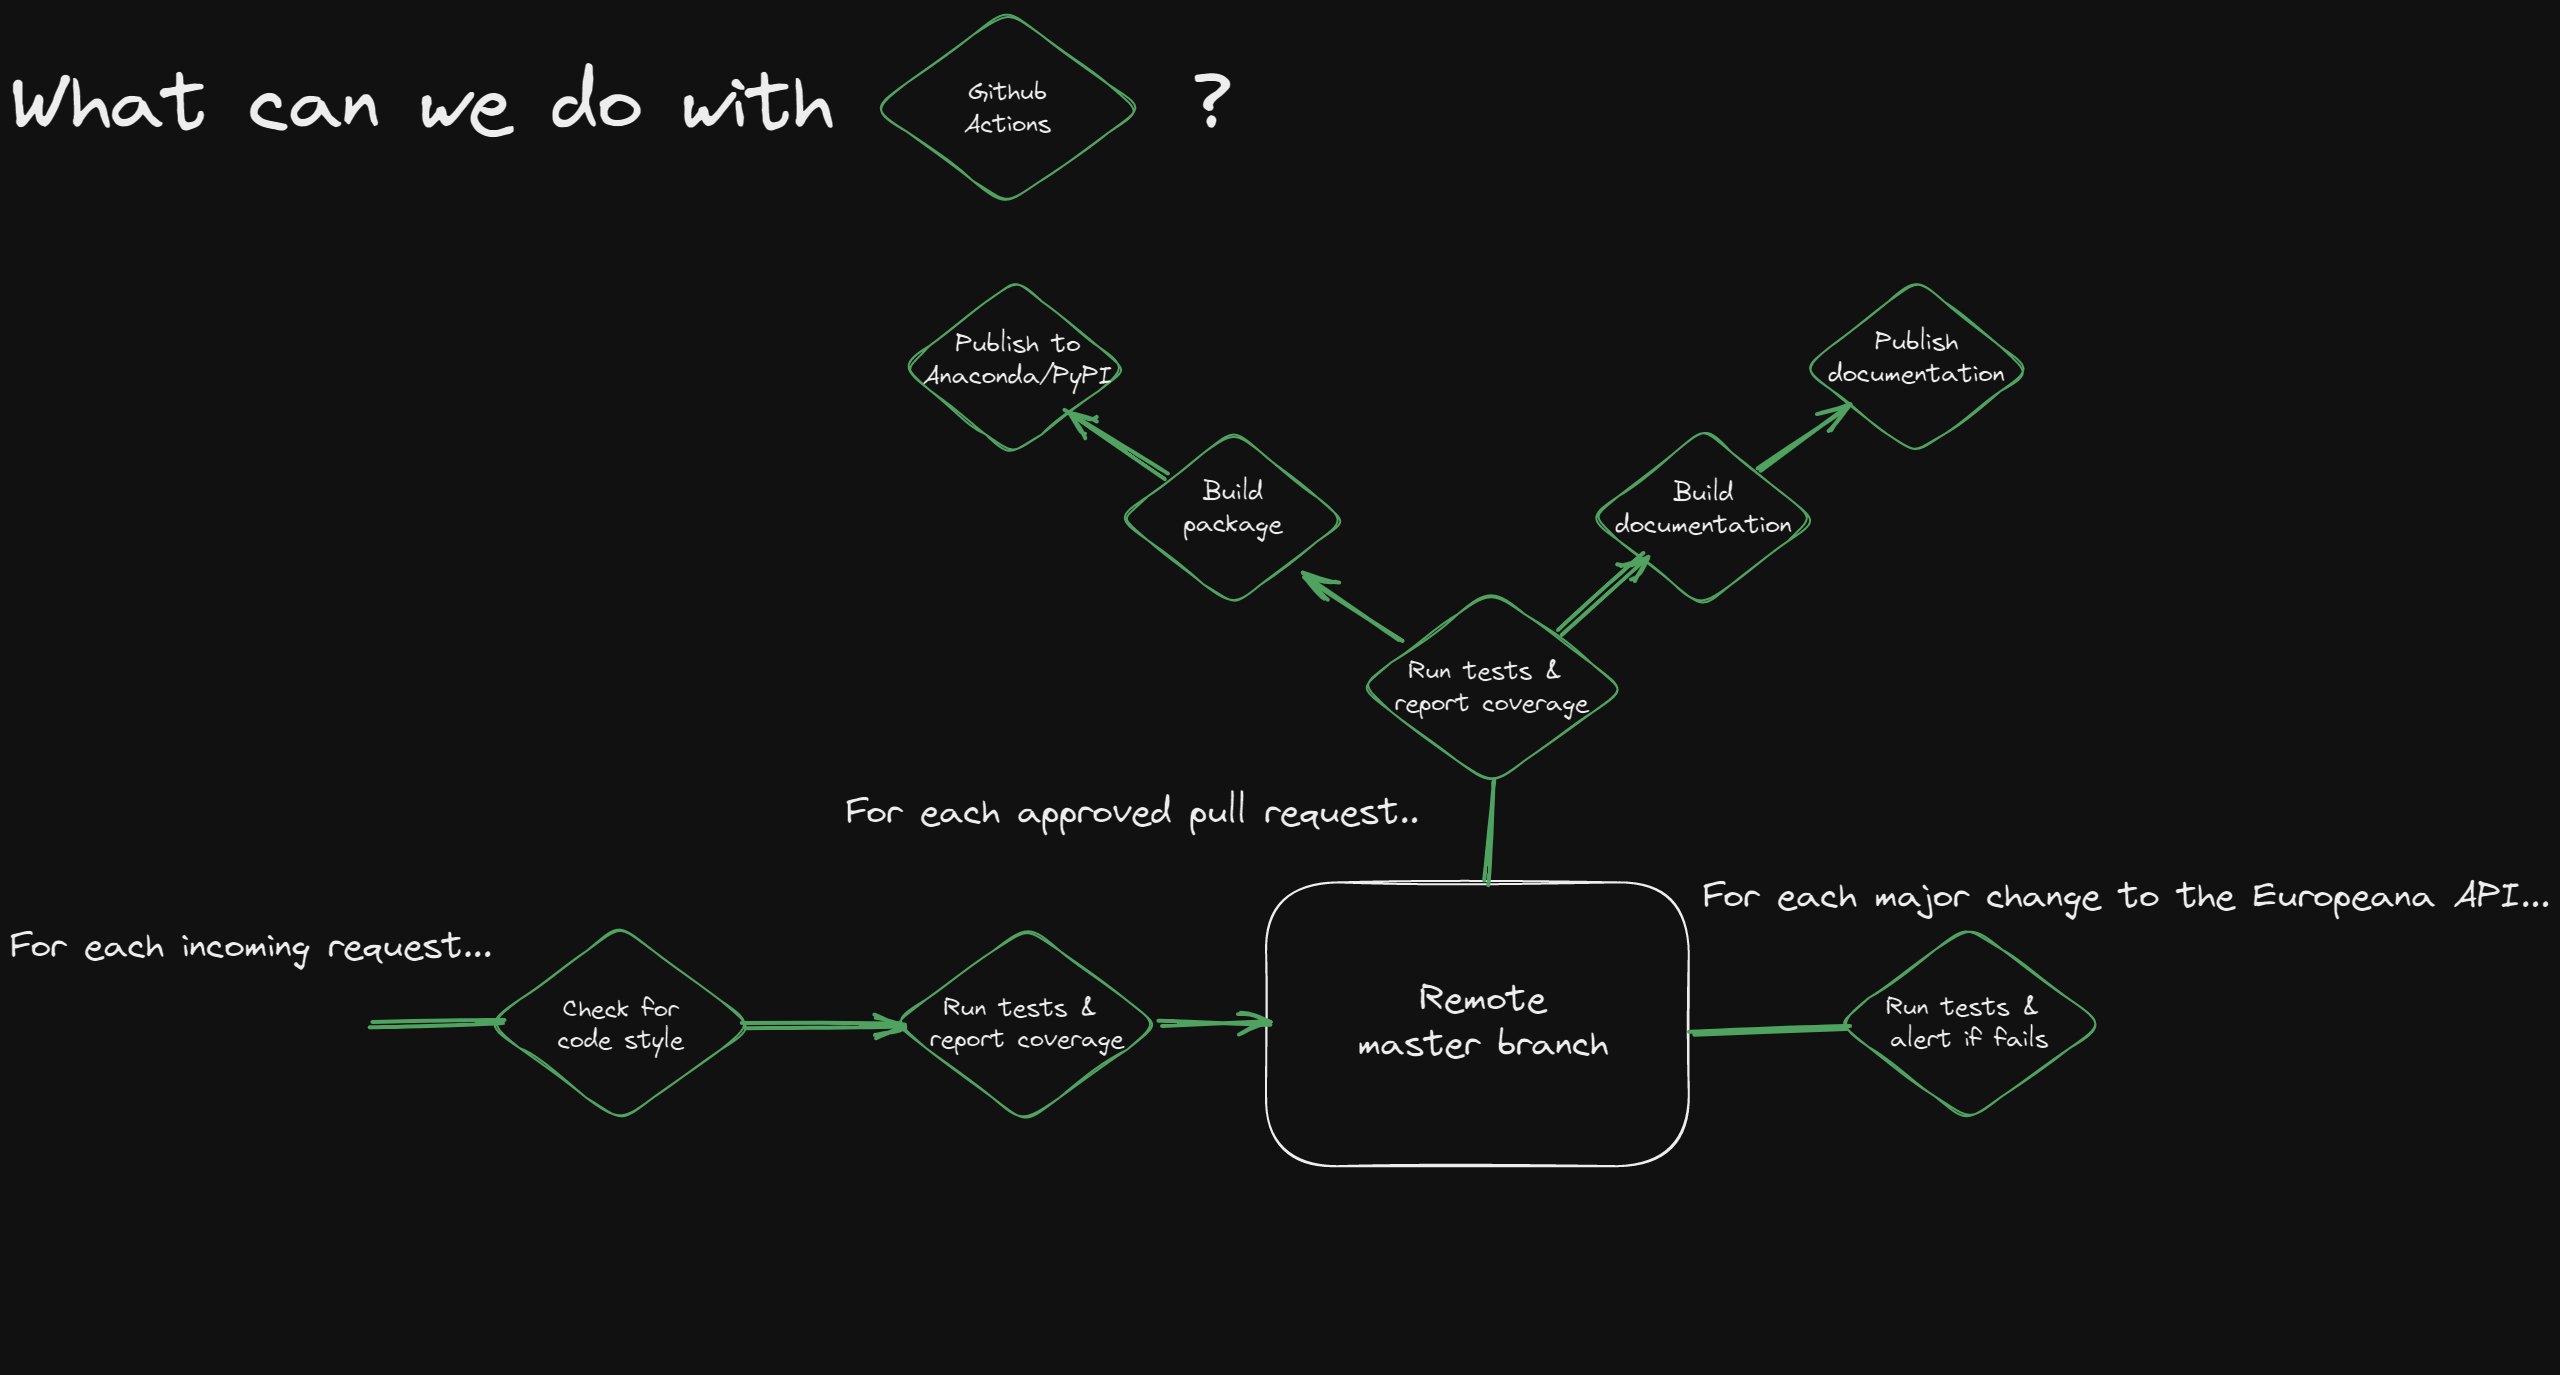 What can we do with
Github
Actions
?
Publish to
Anaconda/PyPI
Publish
documentation
Build
package
Build
documentation
Run tests &
report coverage
For each approved pull request..
For each major change to the Europeana API...
For each incoming request...
Check for
code style
Run tests &
report coverage
Remote
master branch
Run tests &
alert if fails